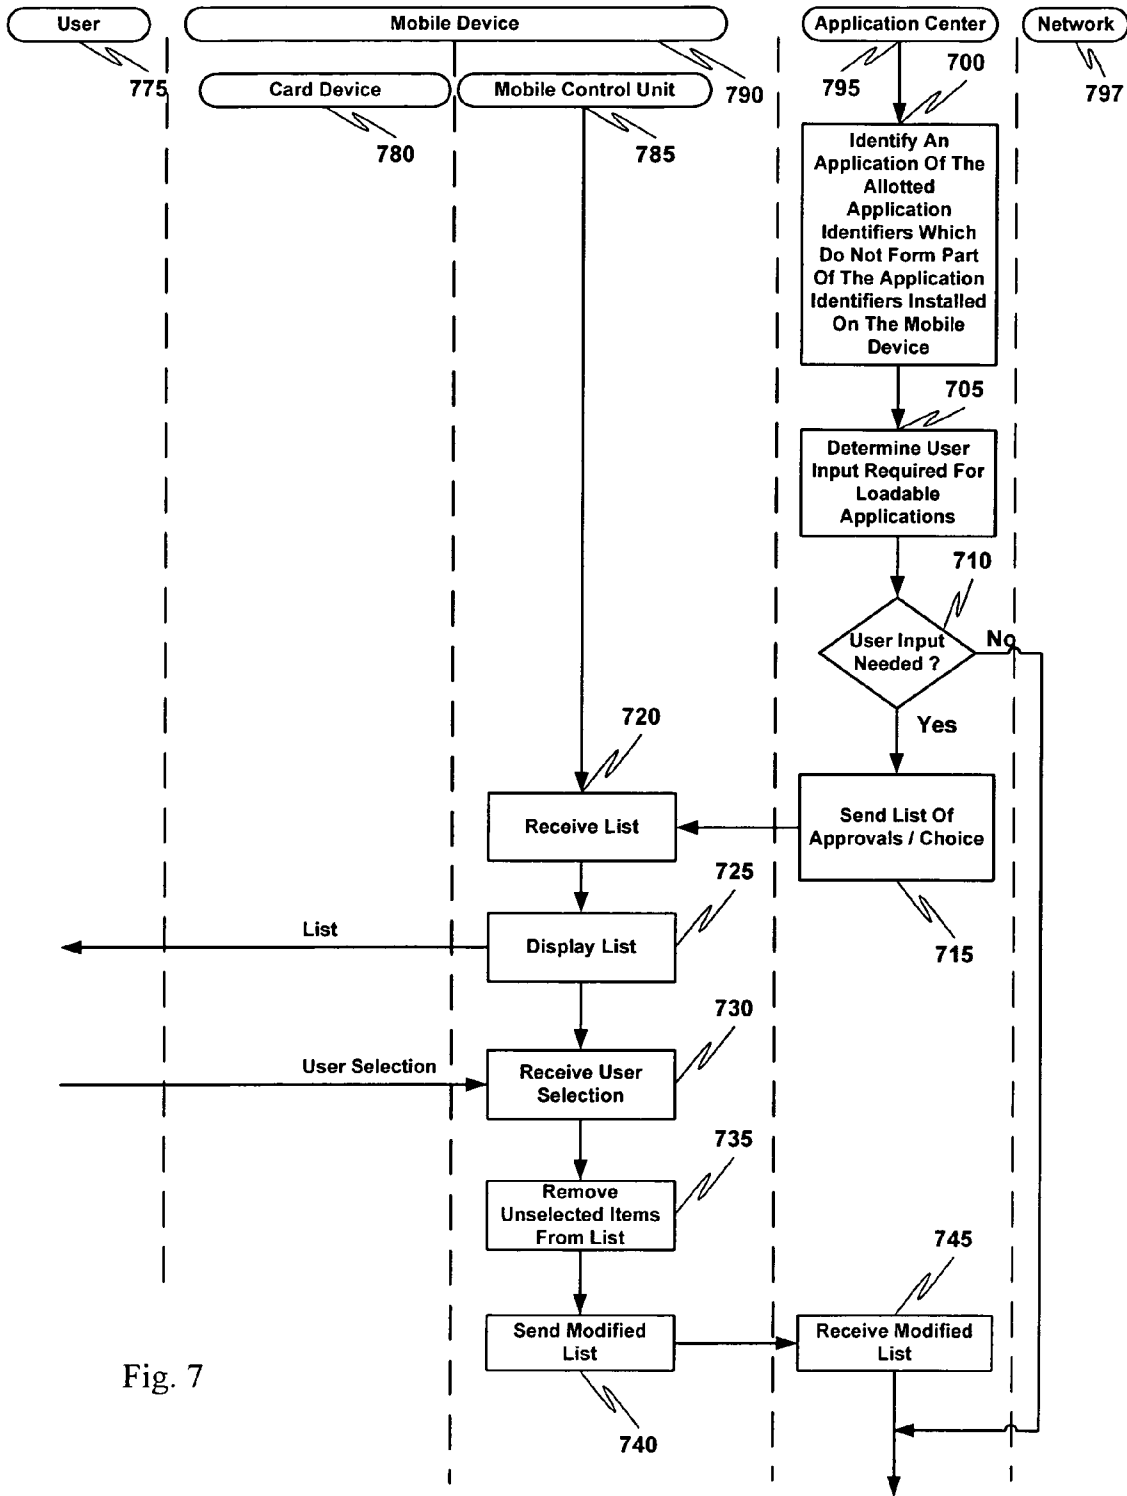 User
Mobile Device
Application Center
Network
775
790
795
700
797
Card Device
Mobile Control Unit
780
785
Identify An
Application Of The
Allotted
Application
Identifiers Which
Do Not Form Part
Of The Application
Identifiers Installed
On The Mobile
Device
705
Determine User
Input Required For
Loadable
Applications
710
User Input
Needed ?
No
Yes
720
Receive List
Send List Of
Approvals / Choice
725
715
List
Display List
730
User Selection
Receive User
Selection
735
Remove
Unselected Items
From List
745
Send Modified
List
Receive Modified
List
740
Fig. 7